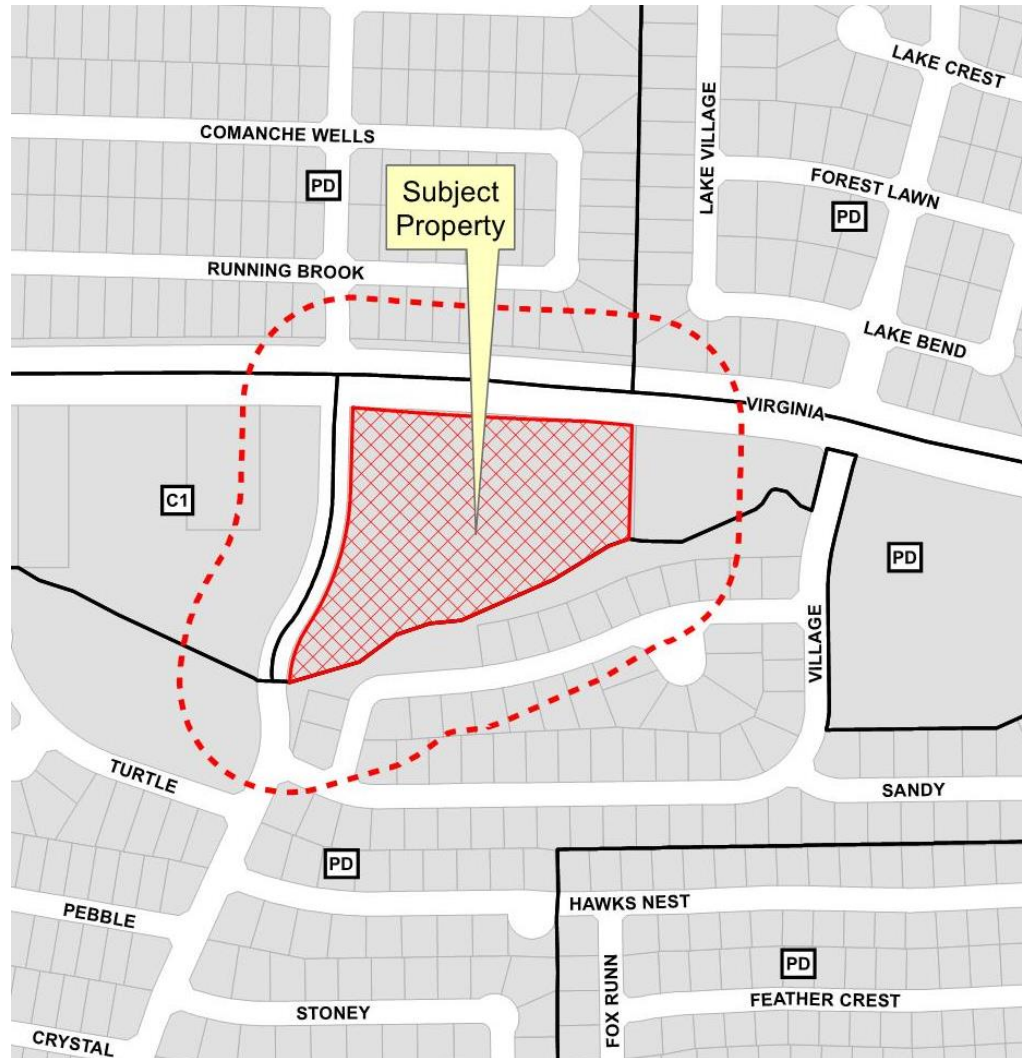 LAKE CREST
COMANCHE WELLS
LAKE VILLAGE
PD
Subject
Property
FOREST LAWN
PD
RUNNING BROOK
LAKE BEND
VIRGINIA
C1
PD
VILLAGE
TURTLE
SANDY
PD
PEBBLE
HAWKS NEST
PD
FOX RUNN
FEATHER CREST
STONEY
CRYSTAL